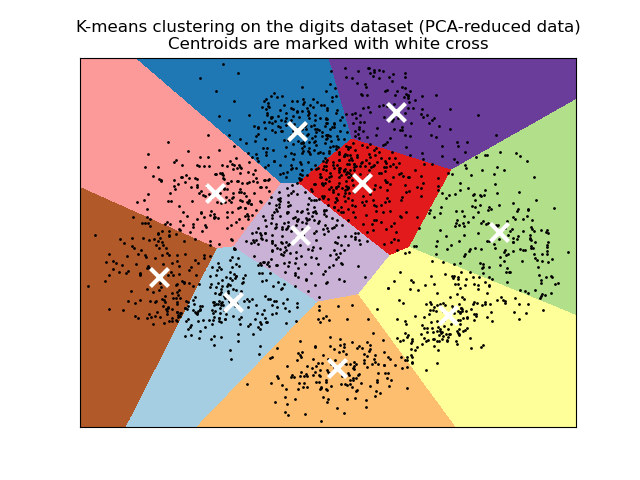 K-means clustering on the digits dataset (PCA-reduced data)
Centroids are marked with white cross